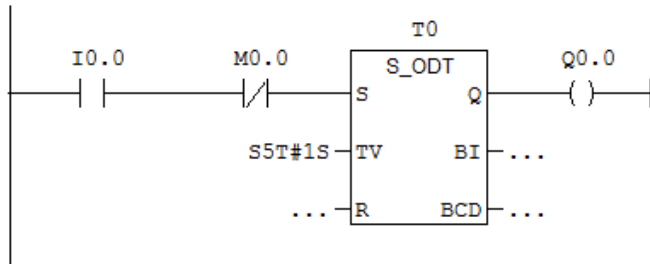 T0
I0.0 M0.0 S_ODT Q0.0
S Q
S5T#1S TV BI ...
... R BCD ...